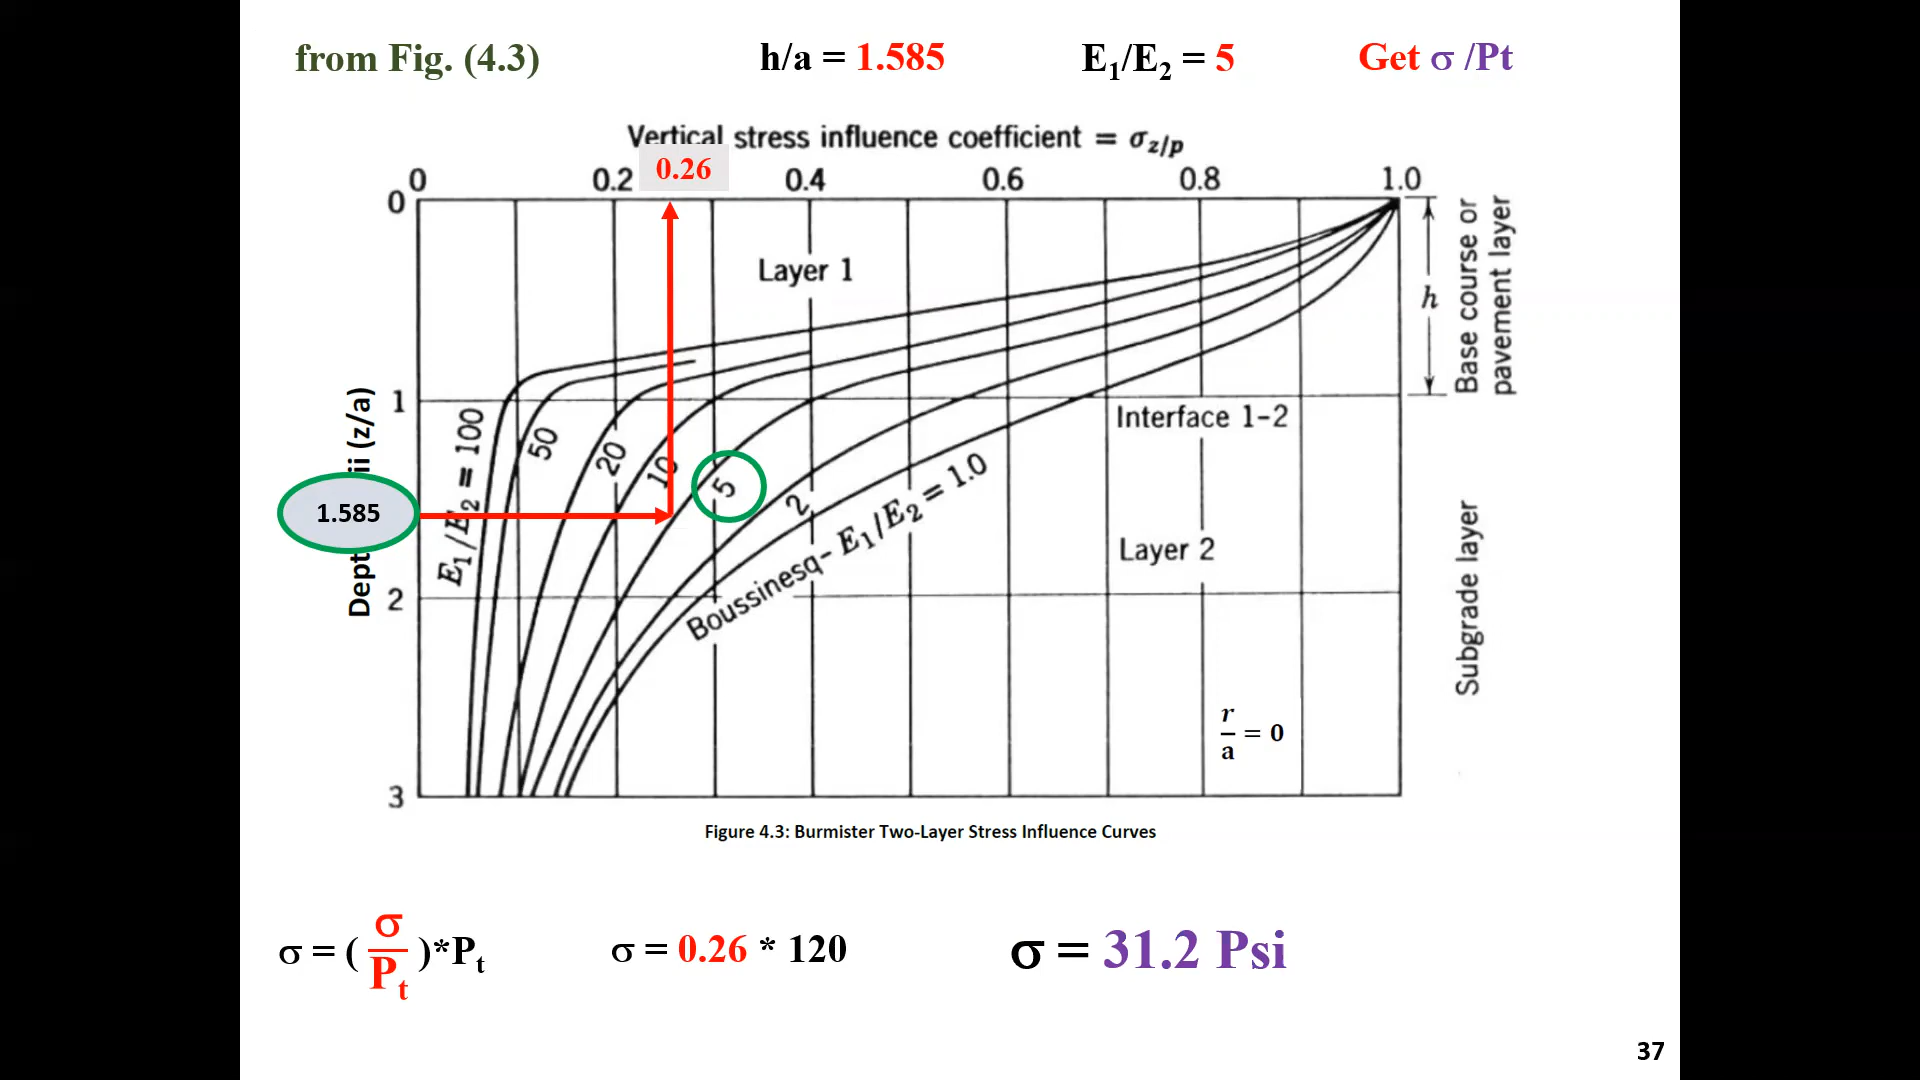 from Fig. (4.3)
h/a = 1.585
E1/E2 = 5
Get σ /Pt
Vertical stress influence coefficient = σz/p
0.26
0 0.2 0.4 0.6 0.8 1.0
0
1
2
3
ii (z/a)
Dept
1.585
Layer 1
h
Base course or
pavement layer
Interface 1-2
Layer 2
Subgrade layer
E1/E2 = 100
50
20
10
5
2
Boussinesq- E1/E2 = 1.0
r
a
= 0
Figure 4.3: Burmister Two-Layer Stress Influence Curves
σ = ( σ/Pt )*Pt
σ = 0.26 * 120
σ = 31.2 Psi
37